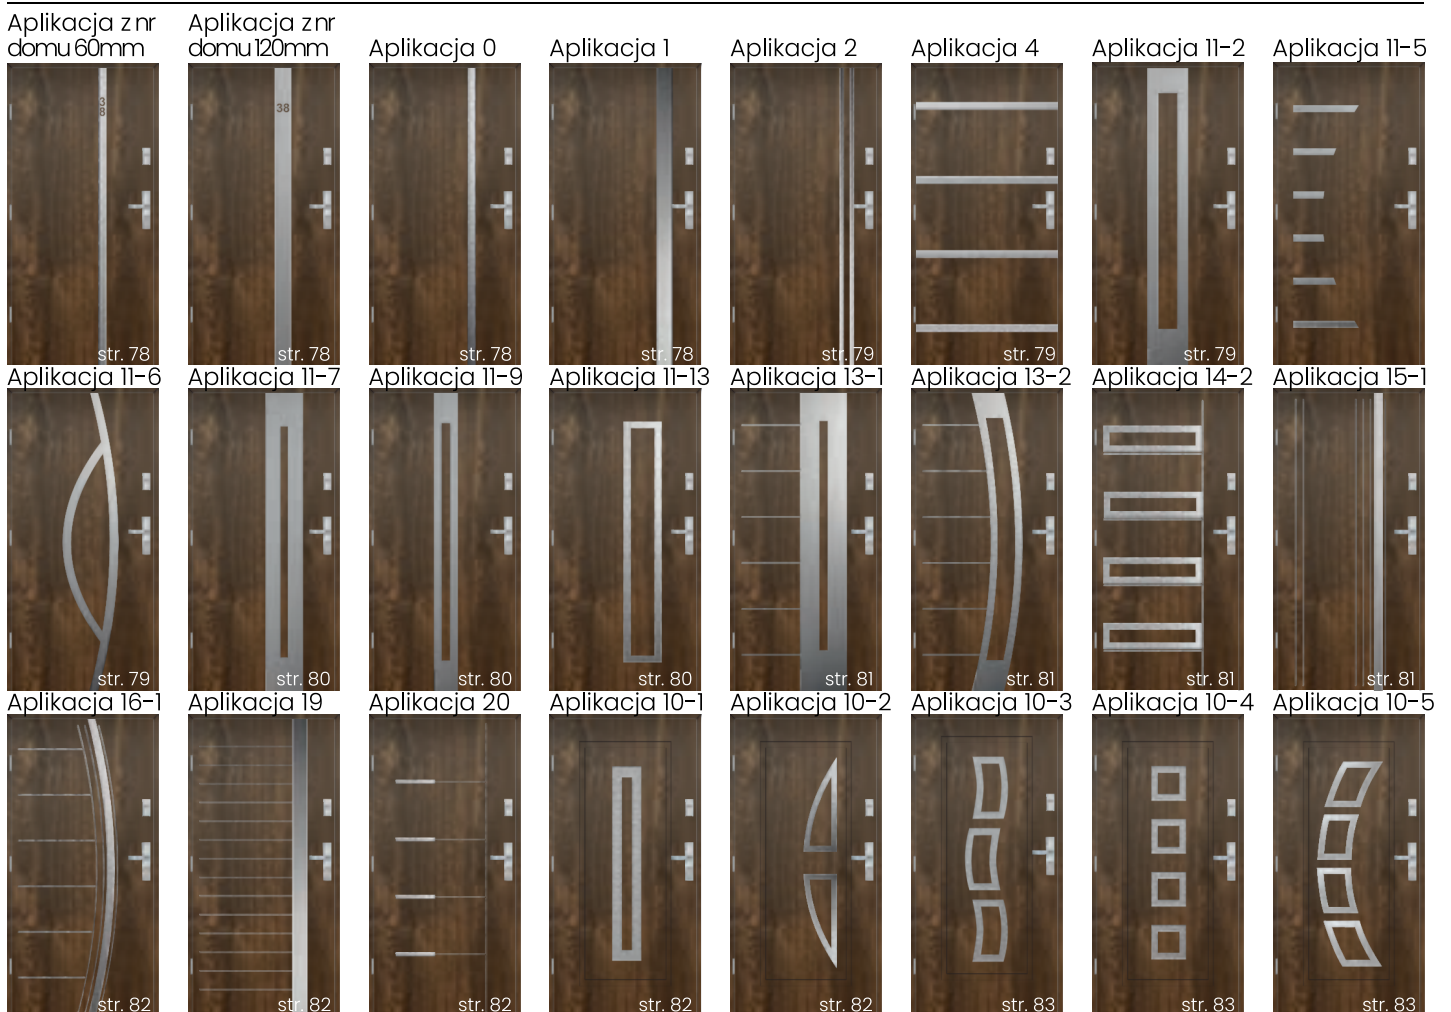 Aplikacja z nr domu 60mm
Aplikacja z nr domu 120mm
Aplikacja 0
Aplikacja 1
Aplikacja 2
Aplikacja 4
Aplikacja 11-2
Aplikacja 11-5
3
8
38
str. 78
str. 78
str. 78
str. 78
str. 79
str. 79
str. 79
Aplikacja 11-6
Aplikacja 11-7
Aplikacja 11-9
Aplikacja 11-13
Aplikacja 13-1
Aplikacja 13-2
Aplikacja 14-2
Aplikacja 15-1
str. 79
str. 80
str. 80
str. 80
str. 81
str. 81
str. 81
str. 81
Aplikacja 16-1
Aplikacja 19
Aplikacja 20
Aplikacja 10-1
Aplikacja 10-2
Aplikacja 10-3
Aplikacja 10-4
Aplikacja 10-5
str. 82
str. 82
str. 82
str. 82
str. 82
str. 83
str. 83
str. 83